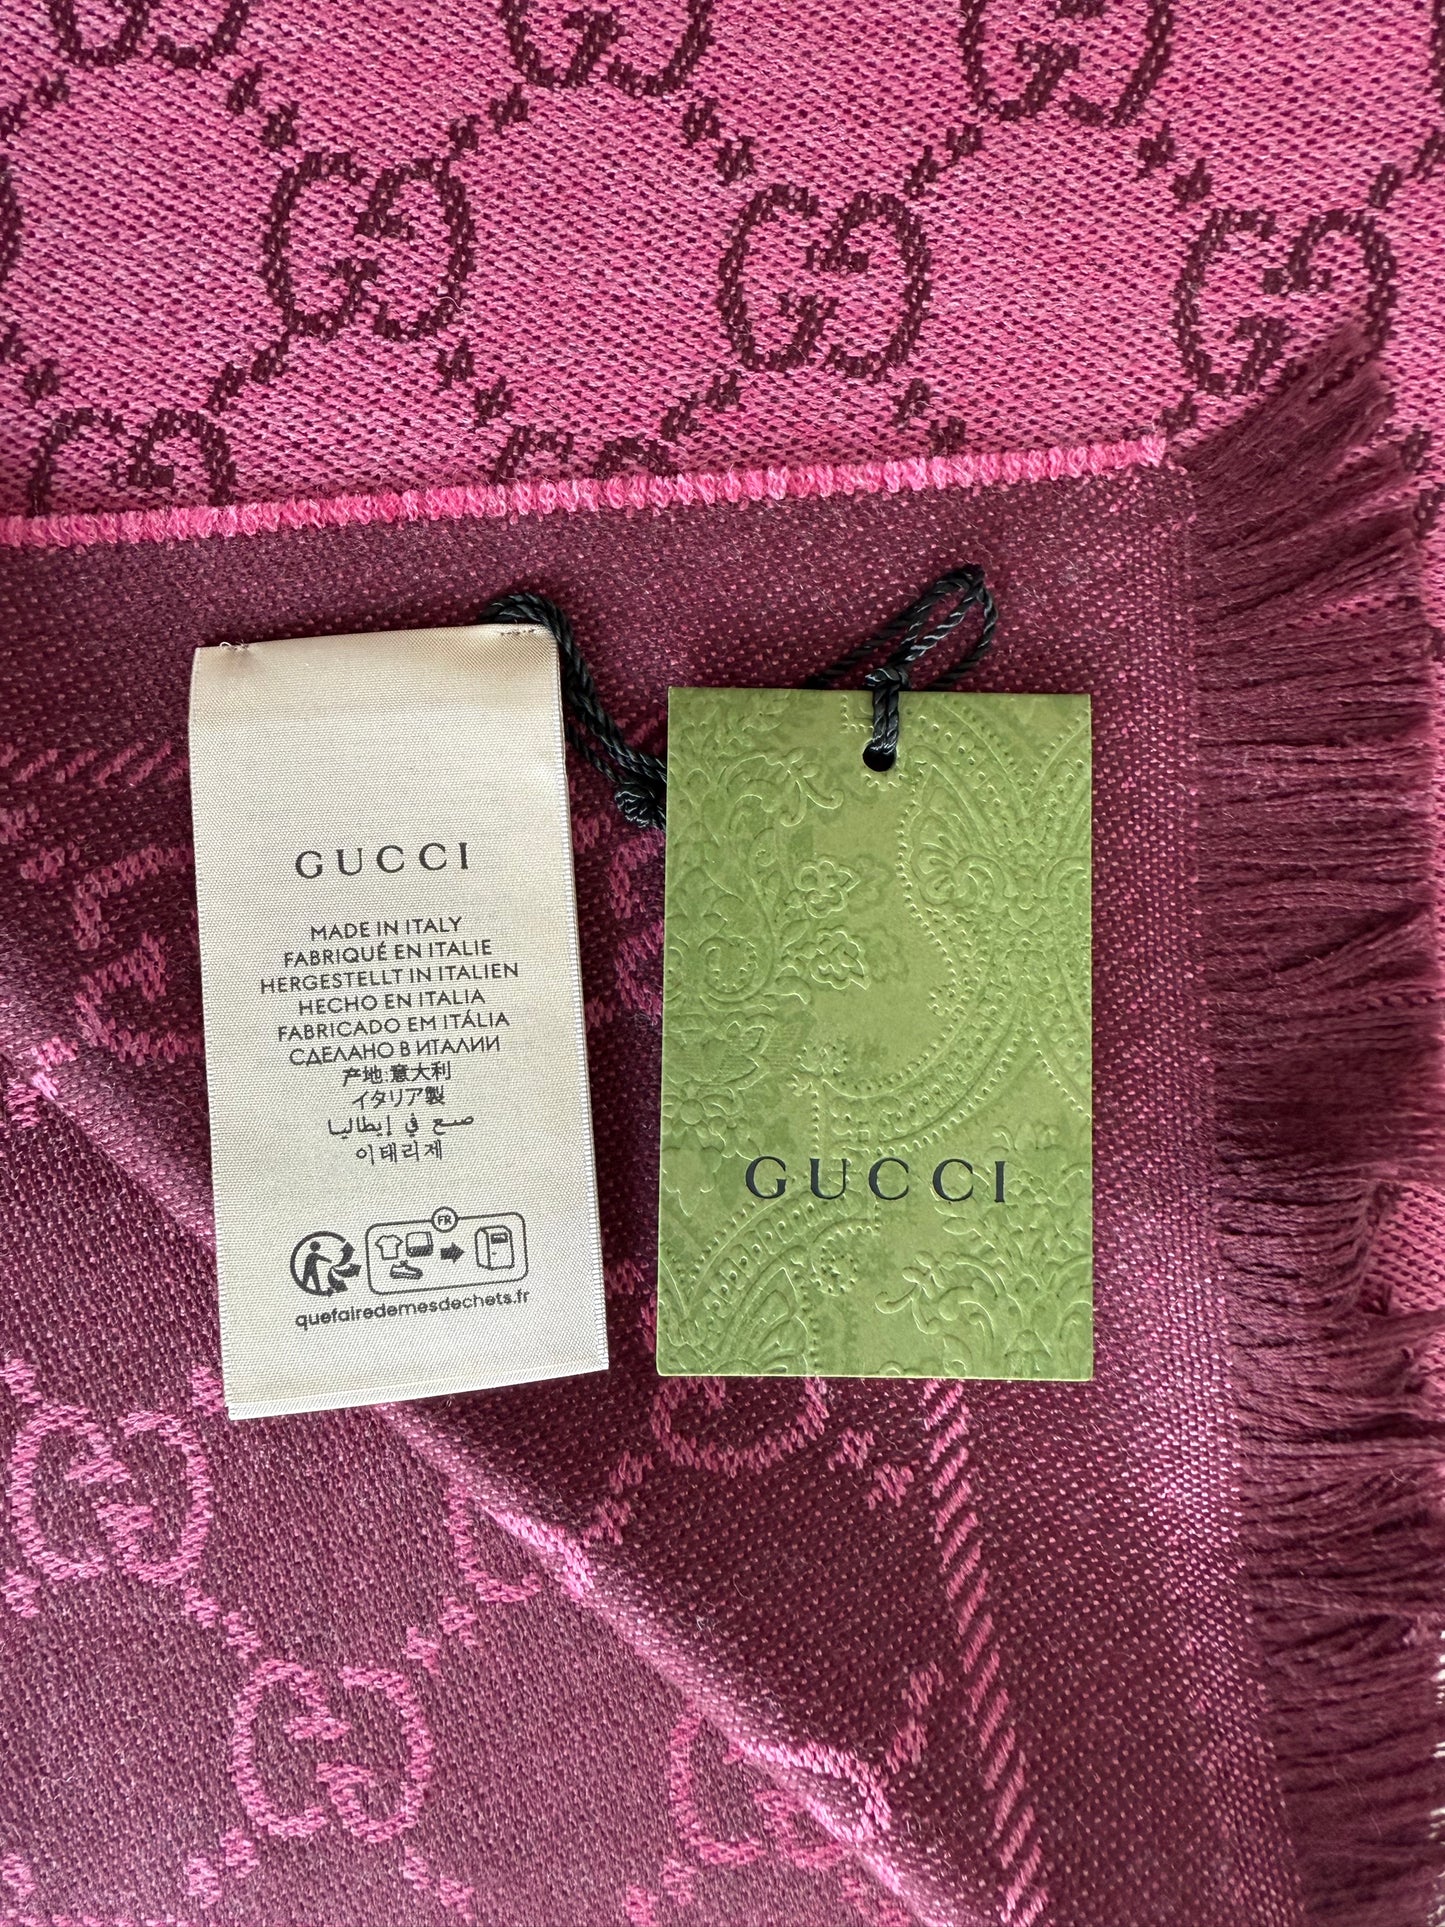 GUCCI
MADE IN ITALY
FABRIQUÉ EN ITALIE
HERGESTELLT IN ITALIEN
HECHO EN ITALIA
FABRICADO EM ITÁLIA
СДЕЛАНО В ИТАЛИИ
产地:意大利
イタリア製
صنع في إيطاليا
이태리제
FR
quefairedemesdechets.fr
GUCCI